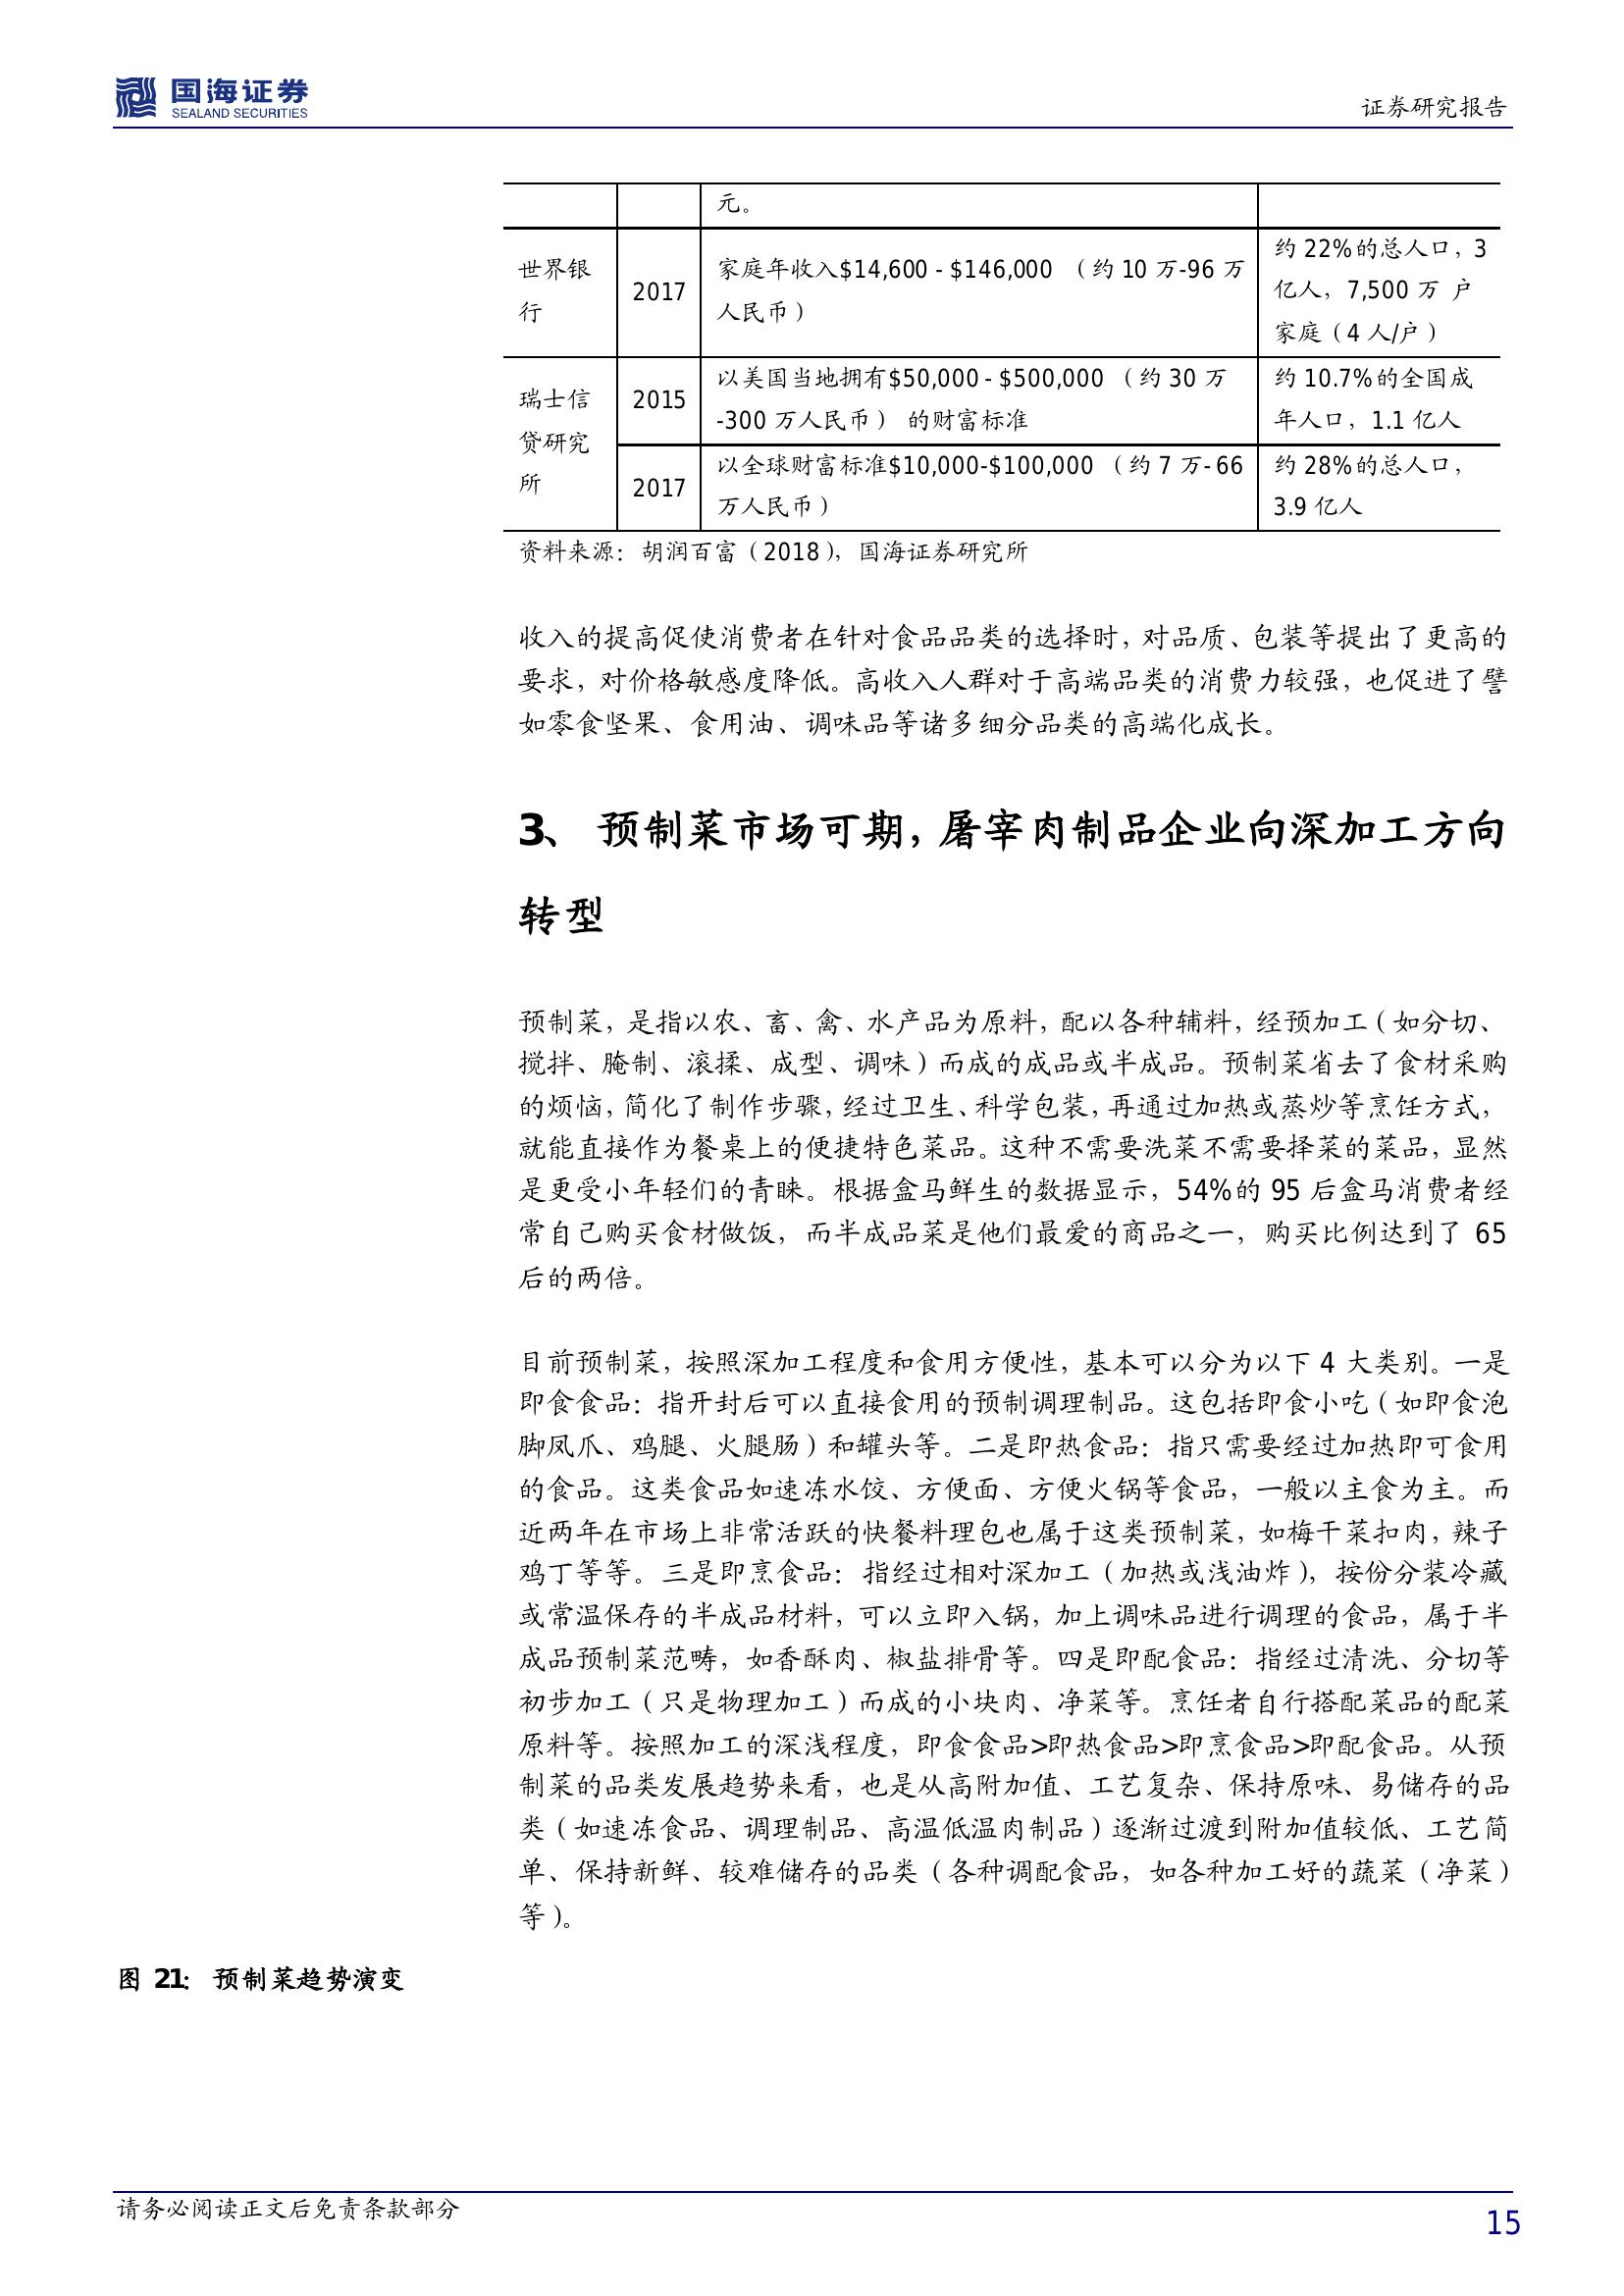 国海证券
SEALAND SECURITIES
证券研究报告
元。
世界银
行
2017
家庭年收入$14,600 - $146,000 （约 10 万-96 万
人民币）
约 22%的总人口，3
亿人，7,500 万 户
家庭（4 人/户）
瑞士信
贷研究
所
2015
以美国当地拥有$50,000 - $500,000 （约 30 万
-300 万人民币） 的财富标准
约 10.7%的全国成
年人口，1.1 亿人
2017
以全球财富标准$10,000-$100,000 （约 7 万- 66
万人民币）
约 28%的总人口，
3.9 亿人
资料来源：胡润百富（2018），国海证券研究所
收入的提高促使消费者在针对食品品类的选择时，对品质、包装等提出了更高的
要求，对价格敏感度降低。高收入人群对于高端品类的消费力较强，也促进了譬
如零食坚果、食用油、调味品等诸多细分品类的高端化成长。
3、 预制菜市场可期，屠宰肉制品企业向深加工方向
转型
预制菜，是指以农、畜、禽、水产品为原料，配以各种辅料，经预加工（如分切、
搅拌、腌制、滚揉、成型、调味）而成的成品或半成品。预制菜省去了食材采购
的烦恼，简化了制作步骤，经过卫生、科学包装，再通过加热或蒸炒等烹饪方式，
就能直接作为餐桌上的便捷特色菜品。这种不需要洗菜不需要择菜的菜品，显然
是更受小年轻们的青睐。根据盒马鲜生的数据显示，54%的 95 后盒马消费者经
常自己购买食材做饭，而半成品菜是他们最爱的商品之一，购买比例达到了 65
后的两倍。
目前预制菜，按照深加工程度和食用方便性，基本可以分为以下 4 大类别。一是
即食食品：指开封后可以直接食用的预制调理制品。这包括即食小吃（如即食泡
脚凤爪、鸡腿、火腿肠）和罐头等。二是即热食品：指只需要经过加热即可食用
的食品。这类食品如速冻水饺、方便面、方便火锅等食品，一般以主食为主。而
近两年在市场上非常活跃的快餐料理包也属于这类预制菜，如梅干菜扣肉，辣子
鸡丁等等。三是即烹食品：指经过相对深加工（加热或浅油炸），按份分装冷藏
或常温保存的半成品材料，可以立即入锅，加上调味品进行调理的食品，属于半
成品预制菜范畴，如香酥肉、椒盐排骨等。四是即配食品：指经过清洗、分切等
初步加工（只是物理加工）而成的小块肉、净菜等。烹饪者自行搭配菜品的配菜
原料等。按照加工的深浅程度，即食食品>即热食品>即烹食品>即配食品。从预
制菜的品类发展趋势来看，也是从高附加值、工艺复杂、保持原味、易储存的品
类（如速冻食品、调理制品、高温低温肉制品）逐渐过渡到附加值较低、工艺简
单、保持新鲜、较难储存的品类（各种调配食品，如各种加工好的蔬菜（净菜）
等）。
图 21： 预制菜趋势演变
请务必阅读正文后免责条款部分
15